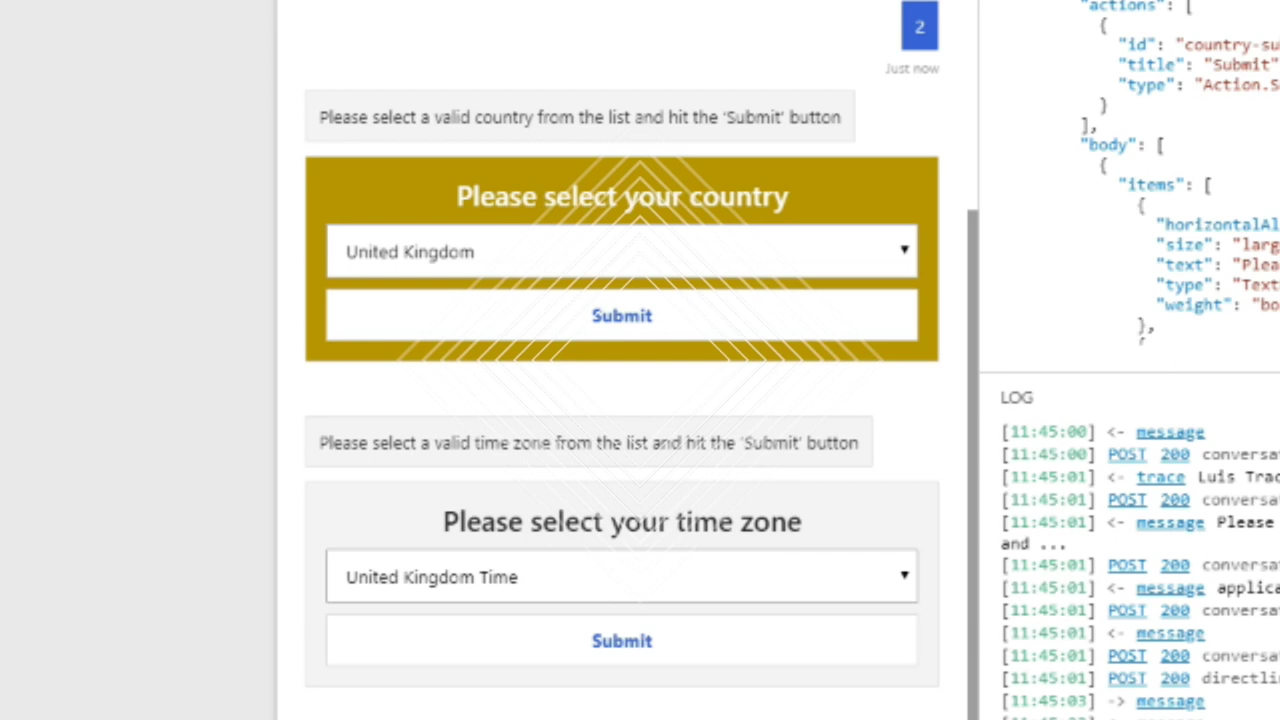 2
Just now
Please select a valid country from the list and hit the 'Submit' button
Please select your country
United Kingdom
Submit
Please select a valid time zone from the list and hit the 'Submit' button
Please select your time zone
United Kingdom Time
Submit
"actions": [
{
"id": "country-su
"title": "Submit"
"type": "Action.S
}
],
"body": [
{
"items": [
{
"horizontalAl
"size": "larg
"text": "Plea
"type": "Text
"weight": "bo
},
{
LOG
[11:45:00] <- message
[11:45:00] POST 200 conversat
[11:45:01] <- trace Luis Trac
[11:45:01] POST 200 conversat
[11:45:01] <- message Please
and ...
[11:45:01] POST 200 conversat
[11:45:01] <- message applica
[11:45:01] POST 200 conversat
[11:45:01] <- message
[11:45:01] POST 200 conversat
[11:45:01] POST 200 directlin
[11:45:03] -> message